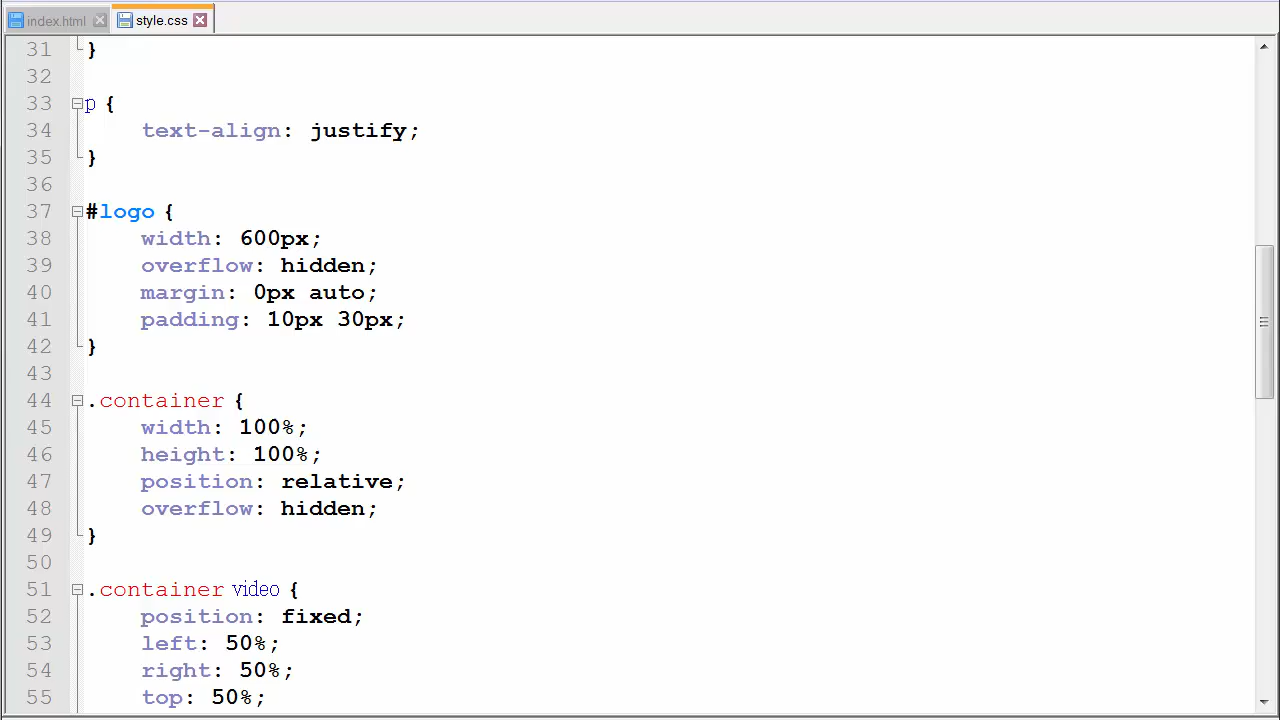 index.html style.css
31 }
32
33 p {
34 text-align: justify;
35 }
36
37 #logo {
38 width: 600px;
39 overflow: hidden;
40 margin: 0px auto;
41 padding: 10px 30px;
42 }
43
44 .container {
45 width: 100%;
46 height: 100%;
47 position: relative;
48 overflow: hidden;
49 }
50
51 .container video {
52 position: fixed;
53 left: 50%;
54 right: 50%;
55 top: 50%;